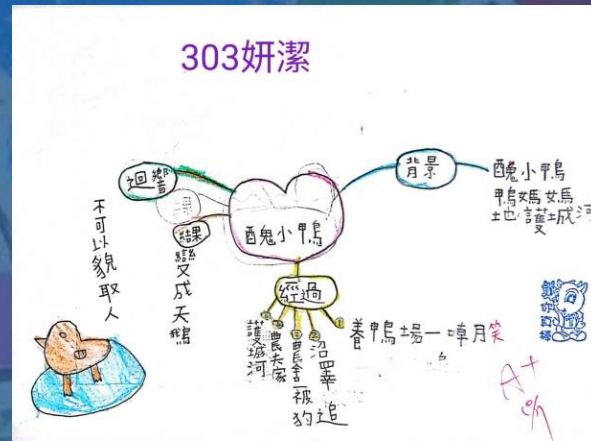 303妍潔
迴響
不可以貌取人
結果
變成天鵝
醜小鴨
背景
醜小鴨
鴨媽媽
地護城河
經過
養鴨場一嘲笑
沼澤
農舍被狗追
農夫家
護城河
A+